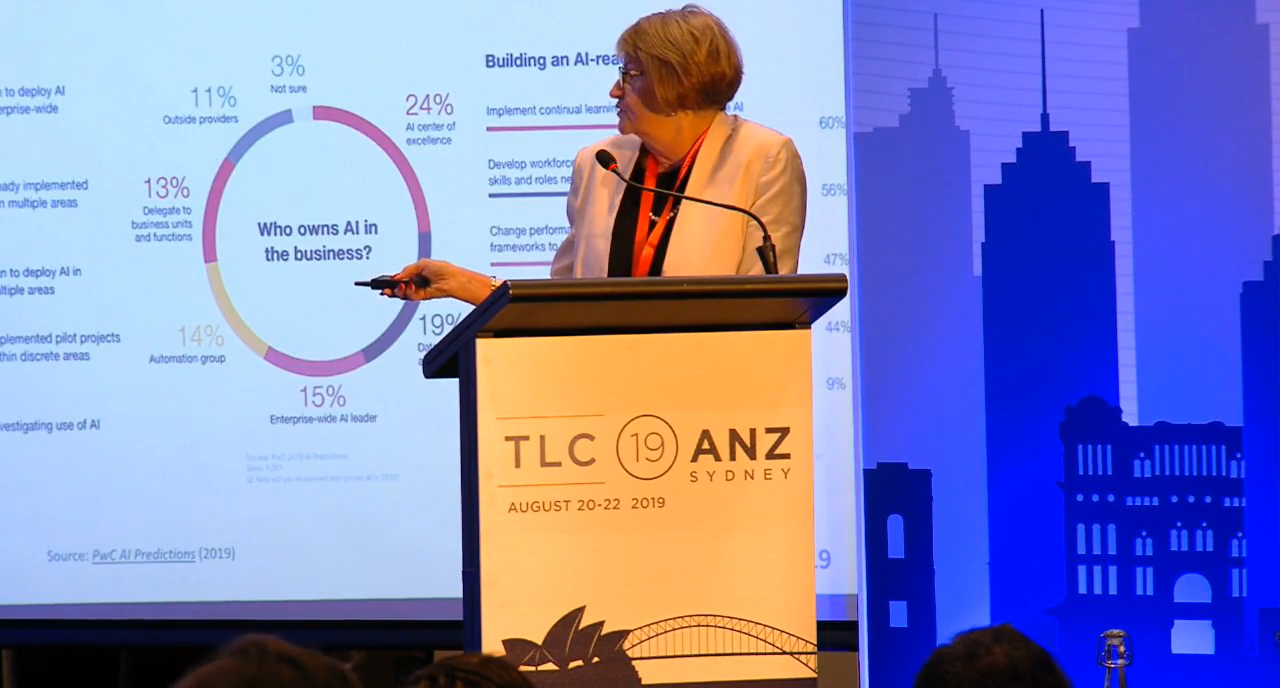 n to deploy AI
erprise-wide
eady implemented
n multiple areas
n to deploy AI in
ltiple areas
plemented pilot projects
thin discrete areas
vestigating use of AI
3%
Not sure
11%
Outside providers
24%
AI center of
excellence
13%
Delegate to
business units
and functions
Who owns AI in
the business?
14%
Automation group
19%
Dat
15%
Enterprise-wide AI leader
Source: PwC AI Predictions (2019)
Building an AI-rea
Implement continual learnin
AI
60%
Develop workforce
skills and roles ne
56%
Change performa
frameworks to
47%
44%
9%
.9
TLC 19 ANZ
SYDNEY
AUGUST 20-22 2019